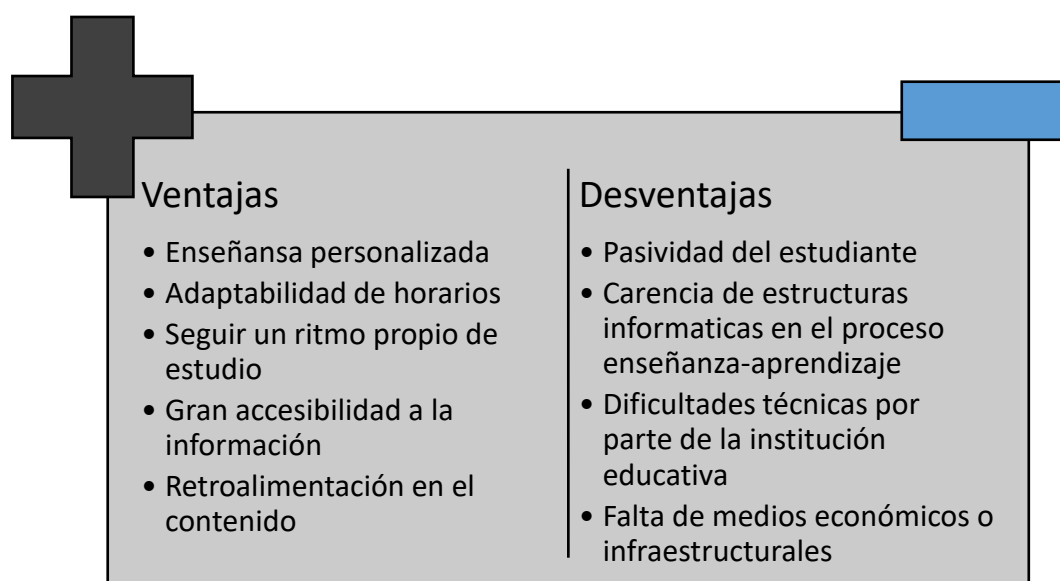 Ventajas
• Enseñansa personalizada
• Adaptabilidad de horarios
• Seguir un ritmo propio de
estudio
• Gran accesibilidad a la
información
• Retroalimentación en el
contenido
Desventajas
• Pasividad del estudiante
• Carencia de estructuras
informaticas en el proceso
enseñanza-aprendizaje
• Dificultades técnicas por
parte de la institución
educativa
• Falta de medios económicos o
infraestructurales